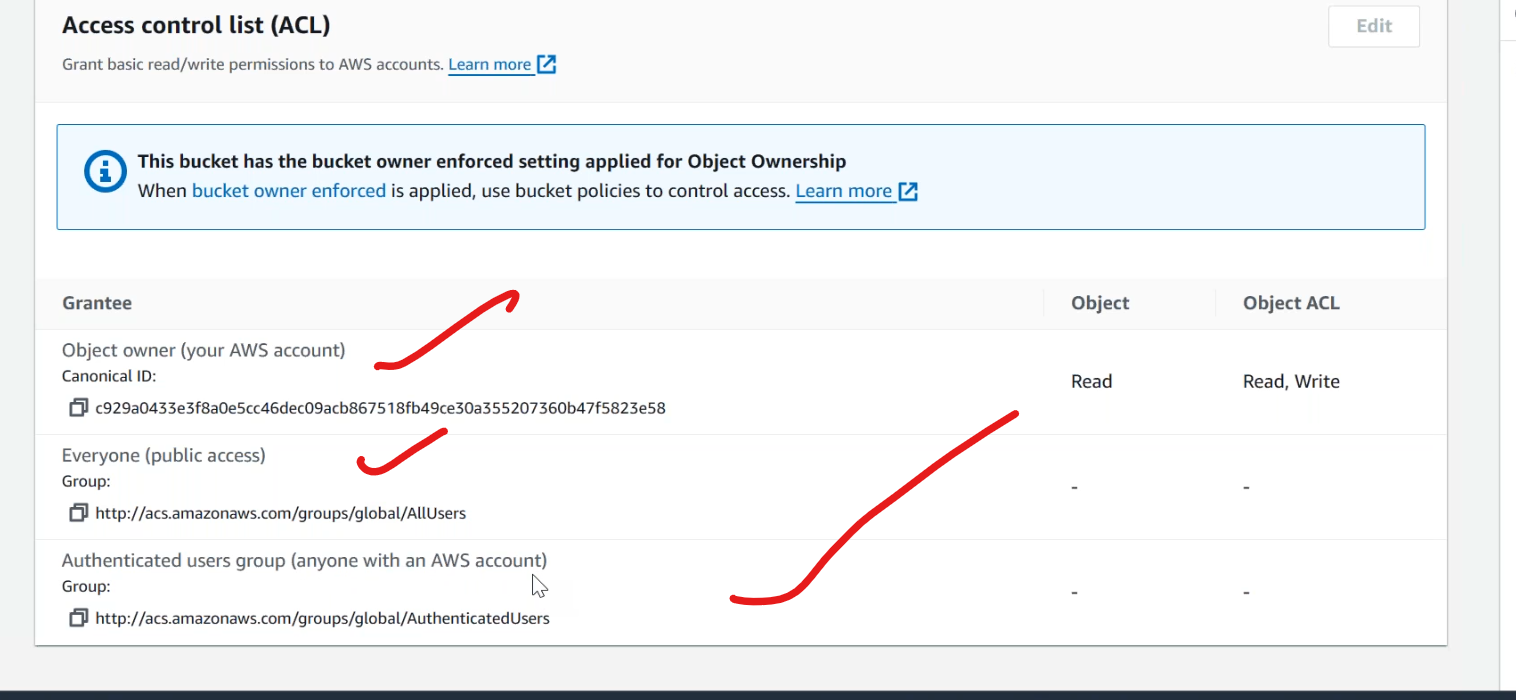 Access control list (ACL)
Edit
Grant basic read/write permissions to AWS accounts. Learn more
This bucket has the bucket owner enforced setting applied for Object Ownership
When bucket owner enforced is applied, use bucket policies to control access. Learn more
Grantee Object Object ACL
Object owner (your AWS account)
Canonical ID:
Read Read, Write
c929a0433e3f8a0e5cc46dec09acb867518fb49ce30a355207360b47f5823e58
Everyone (public access)
Group:
- -
http://acs.amazonaws.com/groups/global/AllUsers
Authenticated users group (anyone with an AWS account)
Group:
- -
http://acs.amazonaws.com/groups/global/AuthenticatedUsers